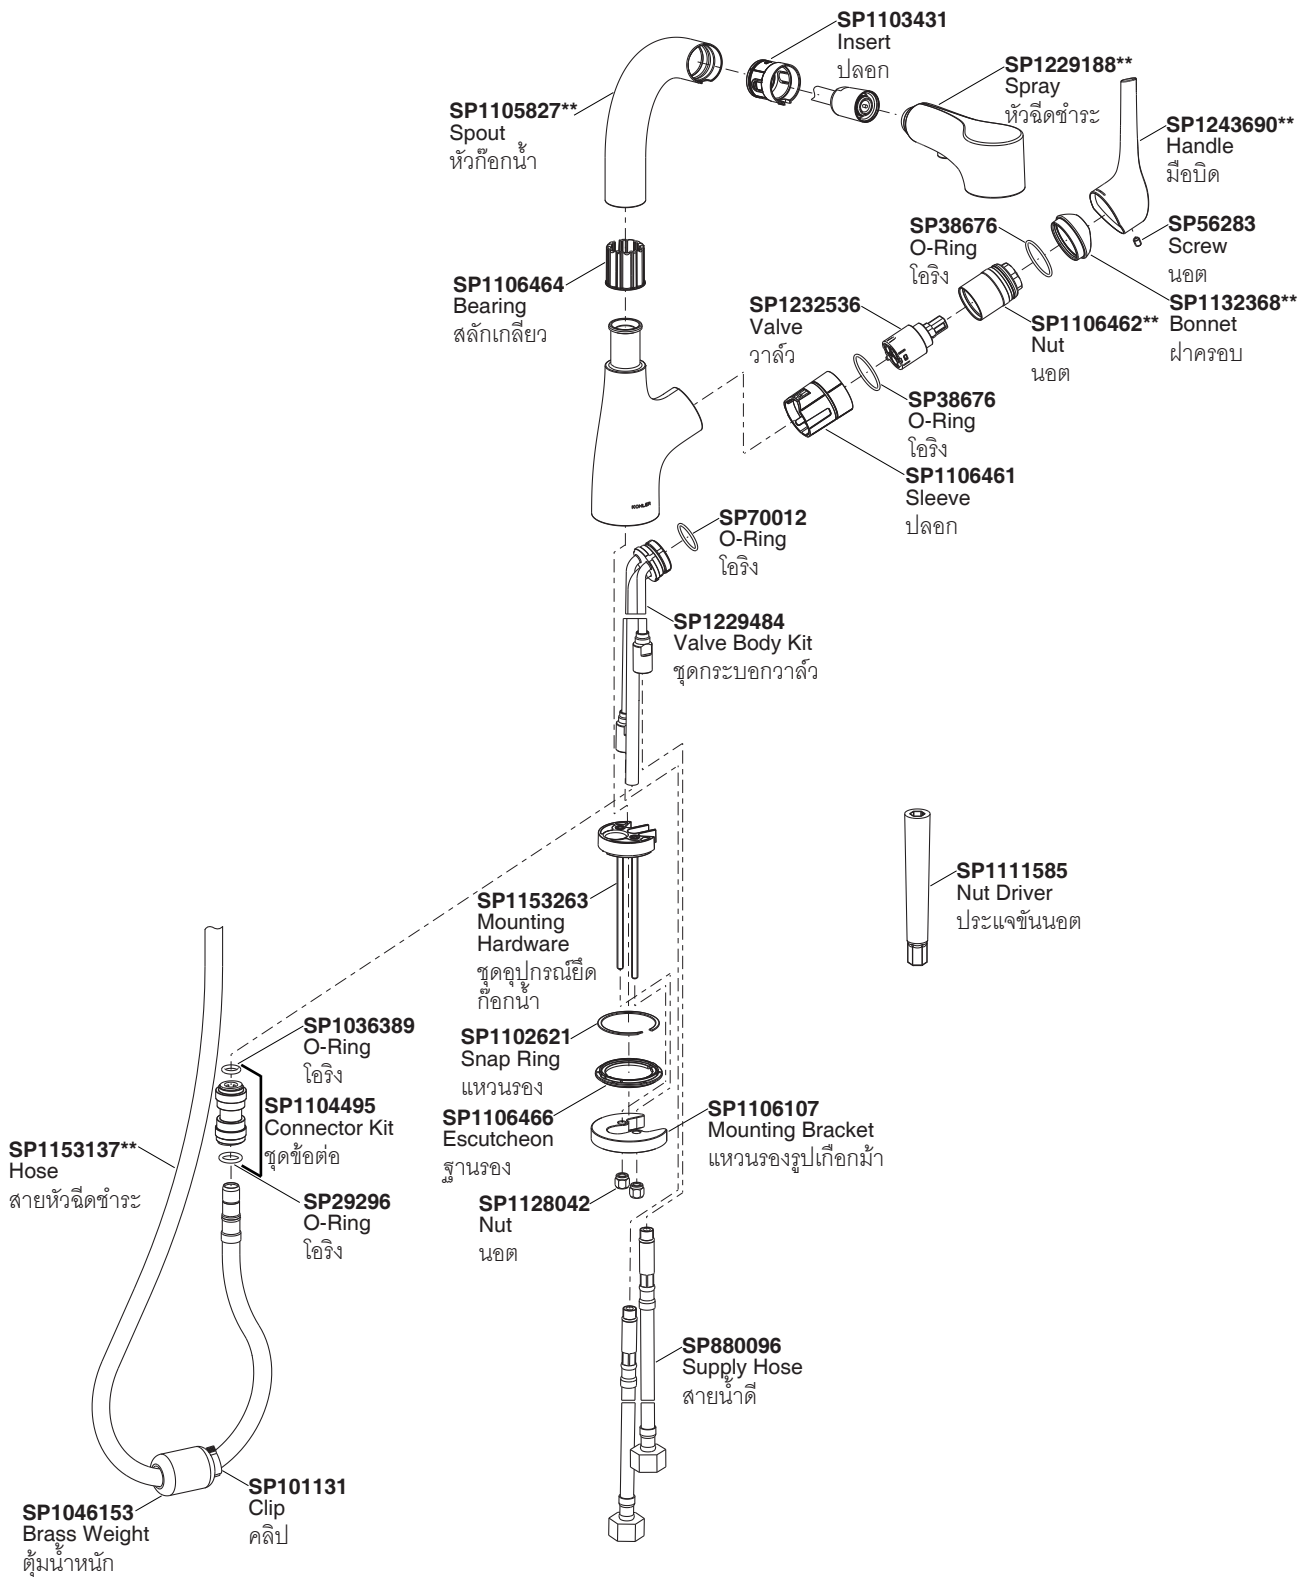 SP1103431
Insert
ปลอก
SP1229188**
Spray
หัวฉีดชำระ
SP1105827**
Spout
หัวก๊อกน้ำ
SP1243690**
Handle
มือบิด
SP38676
O-Ring
โอริง
SP56283
Screw
นอต
SP1106464
Bearing
สลักเกลียว
SP1232536
Valve
วาล์ว
SP1106462**
Nut
นอต
SP1132368**
Bonnet
ฝาครอบ
SP38676
O-Ring
โอริง
SP1106461
Sleeve
ปลอก
KOHLER
SP70012
O-Ring
โอริง
SP1229484
Valve Body Kit
ชุดกระบอกวาล์ว
SP1111585
Nut Driver
ประแจขันนอต
SP1153263
Mounting
Hardware
ชุดอุปกรณ์ยึด
ก๊อกน้ำ
SP1036389
O-Ring
โอริง
SP1102621
Snap Ring
แหวนรอง
SP1104495
Connector Kit
ชุดข้อต่อ
SP1106466
Escutcheon
ฐานรอง
SP1106107
Mounting Bracket
แหวนรองรูปเกือกม้า
SP1153137**
Hose
สายหัวฉีดชำระ
SP29296
O-Ring
โอริง
SP1128042
Nut
นอต
SP880096
Supply Hose
สายน้ำดี
SP101131
Clip
คลิป
SP1046153
Brass Weight
ตุ้มน้ำหนัก